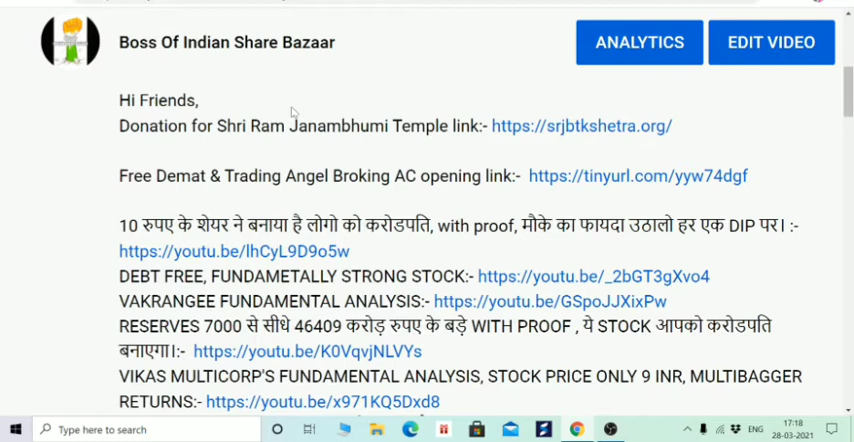 Boss Of Indian Share Bazaar
ANALYTICS
EDIT VIDEO
Hi Friends,
Donation for Shri Ram Janambhumi Temple link:- https://srjbtkshetra.org/
Free Demat & Trading Angel Broking AC opening link:- https://tinyurl.com/yyw74dgf
10 रुपए के शेयर ने बनाया है लोगो को करोडपति, with proof, मौके का फायदा उठालो हर एक DIP पर। :-
https://youtu.be/lhCyL9D9o5w
DEBT FREE, FUNDAMETALLY STRONG STOCK:- https://youtu.be/_2bGT3gXvo4
VAKRANGEE FUNDAMENTAL ANALYSIS:- https://youtu.be/GSpoJJXixPw
RESERVES 7000 से सीधे 46409 करोड़ रुपए के बड़े WITH PROOF , ये STOCK आपको करोडपति
बनाएगा।:- https://youtu.be/K0VqvjNLVYs
VIKAS MULTICORP'S FUNDAMENTAL ANALYSIS, STOCK PRICE ONLY 9 INR, MULTIBAGGER
RETURNS:- https://youtu.be/x971KQ5Dxd8
Type here to search
ENG
17:18
28-03-2021